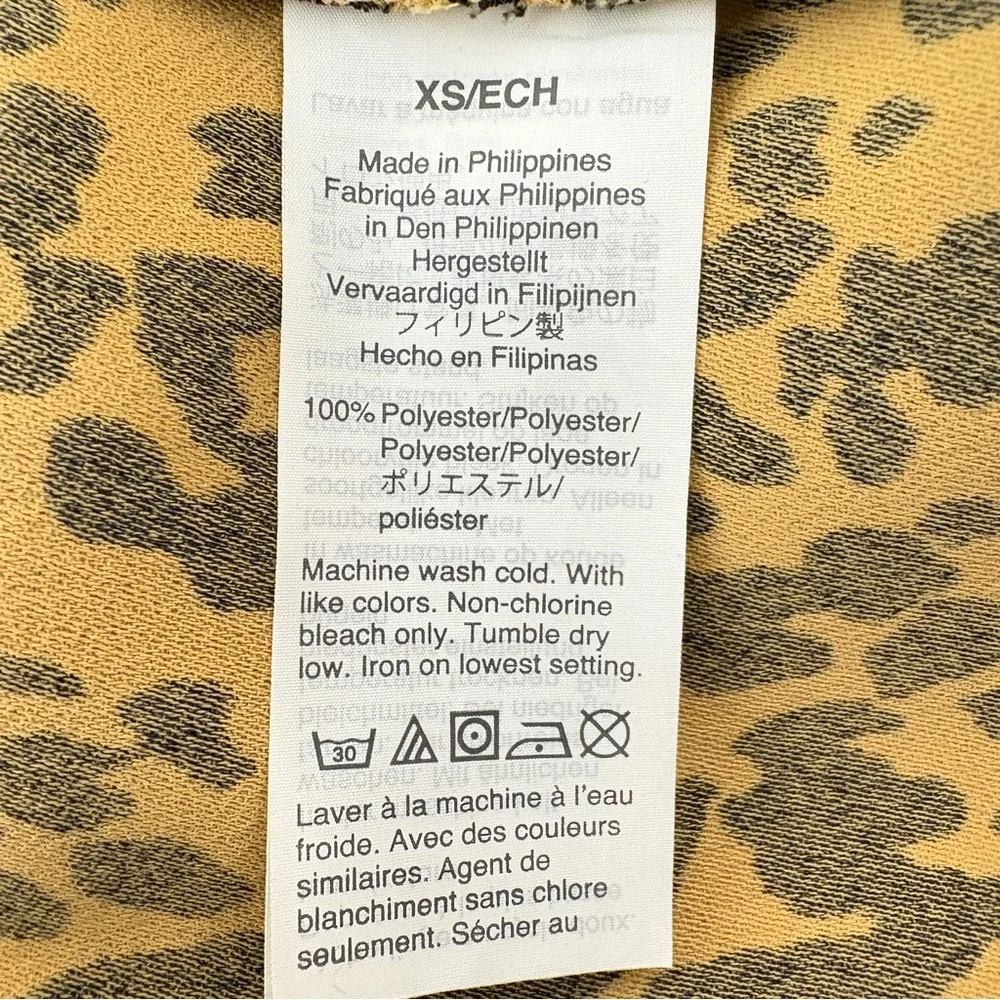 XS/ECH
Made in Philippines
Fabriqué aux Philippines
in Den Philippinen
Hergestellt
Vervaardigd in Filipijnen
フィリピン製
Hecho en Filipinas
100% Polyester/Polyester/
Polyester/Polyester/
ポリエステル/
poliéster
Machine wash cold. With
like colors. Non-chlorine
bleach only. Tumble dry
low. Iron on lowest setting.
30
Laver à la machine à l'eau
froide. Avec des couleurs
similaires. Agent de
blanchiment sans chlore
seulement. Sécher au